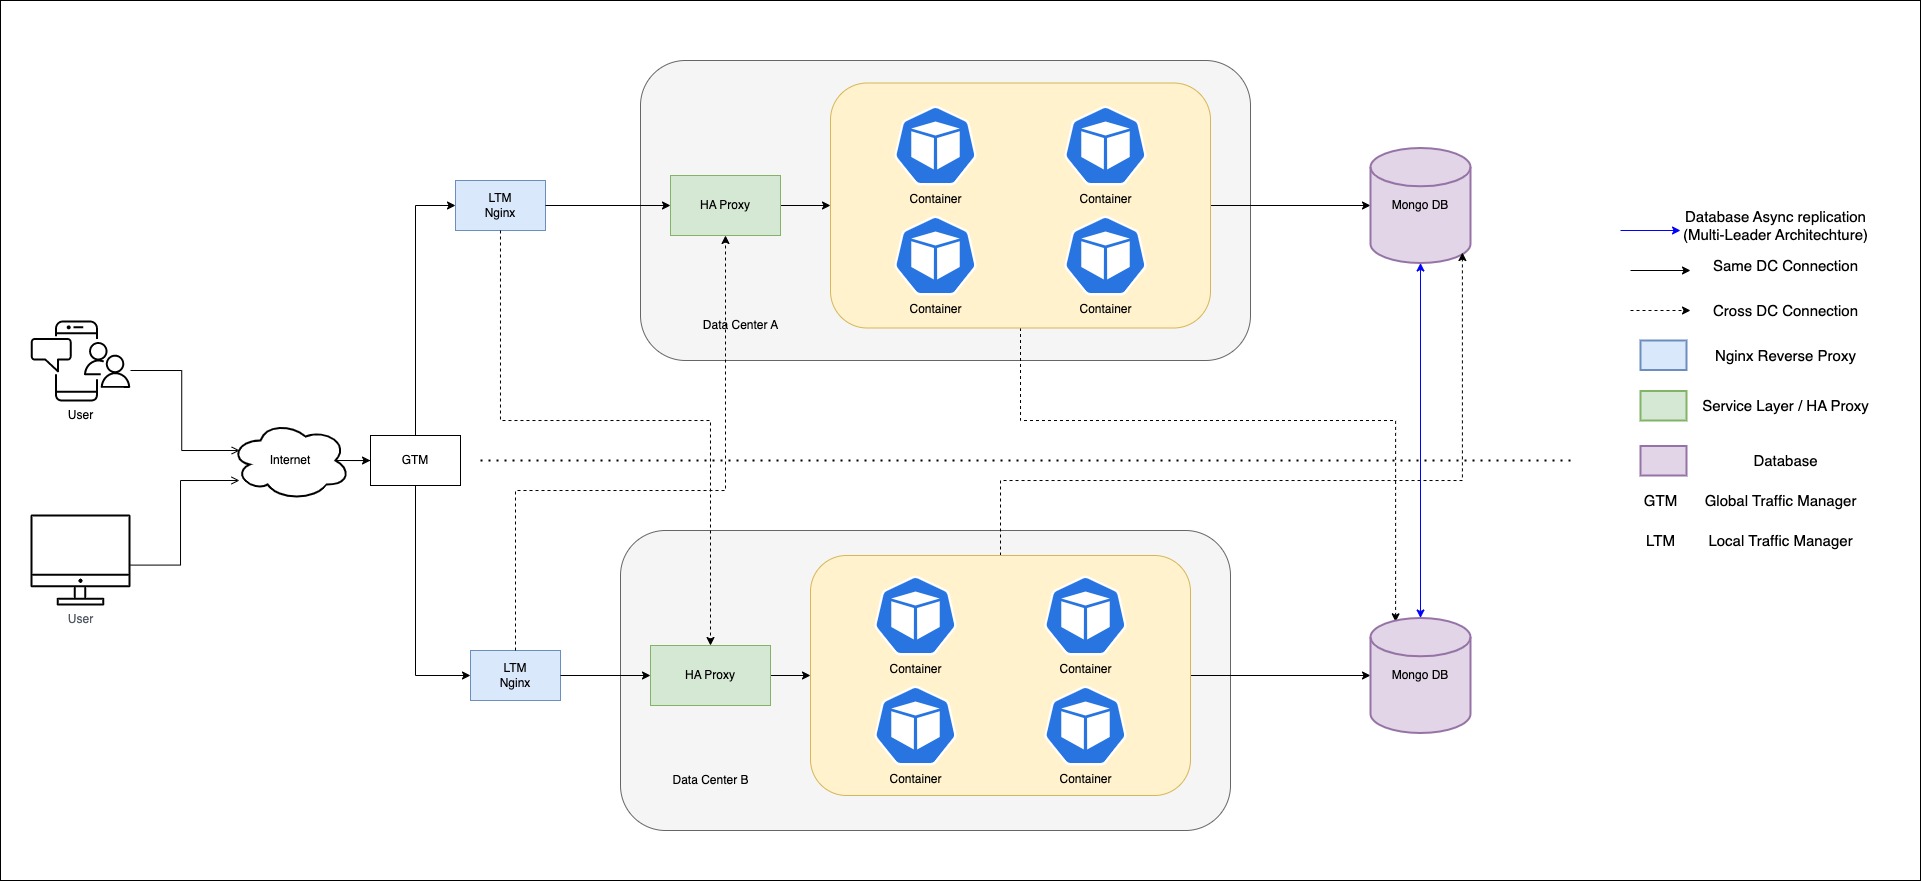 User
User
Internet
GTM
LTM
Nginx
HA Proxy
Data Center A
Container
Container
Container
Container
Mongo DB
LTM
Nginx
HA Proxy
Data Center B
Container
Container
Container
Container
Mongo DB
Database Async replication
(Multi-Leader Architechture)
Same DC Connection
Cross DC Connection
Nginx Reverse Proxy
Service Layer / HA Proxy
Database
GTM Global Traffic Manager
LTM Local Traffic Manager